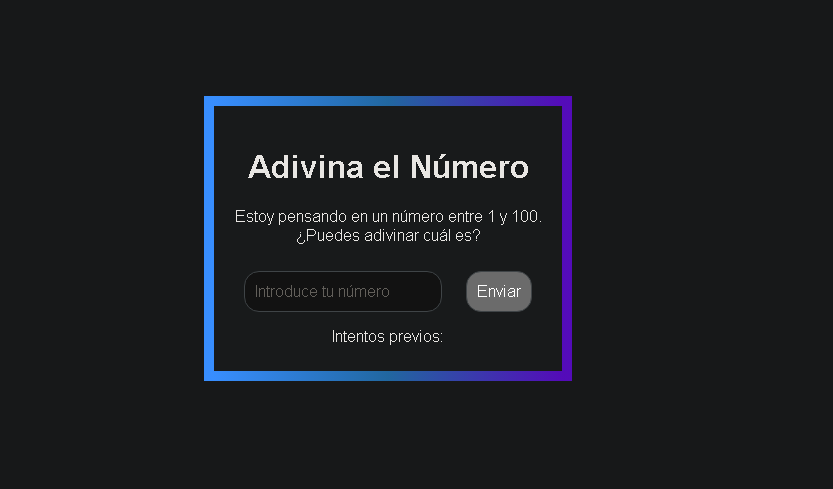 Adivina el Número
Estoy pensando en un número entre 1 y 100.
¿Puedes adivinar cuál es?
Introduce tu número
Enviar
Intentos previos: